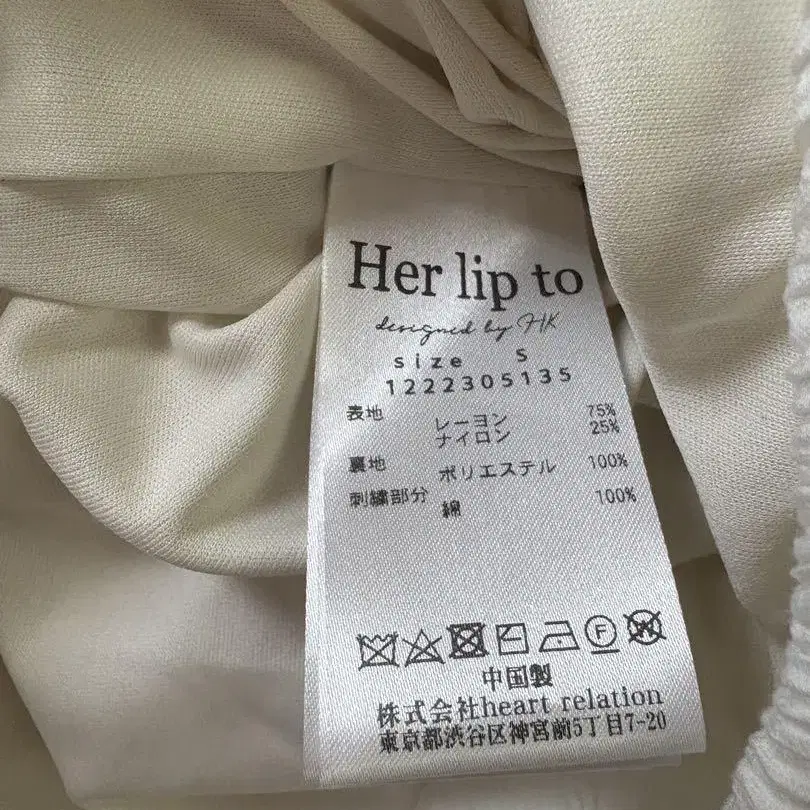 Her lip to
designed by HK
size S
1222305135
表地 レーヨン 75%
ナイロン 25%
裏地 ポリエステル 100%
刺繍部分 綿 100%
中国製
株式会社heart relation
東京都渋谷区神宮前5丁目7-20